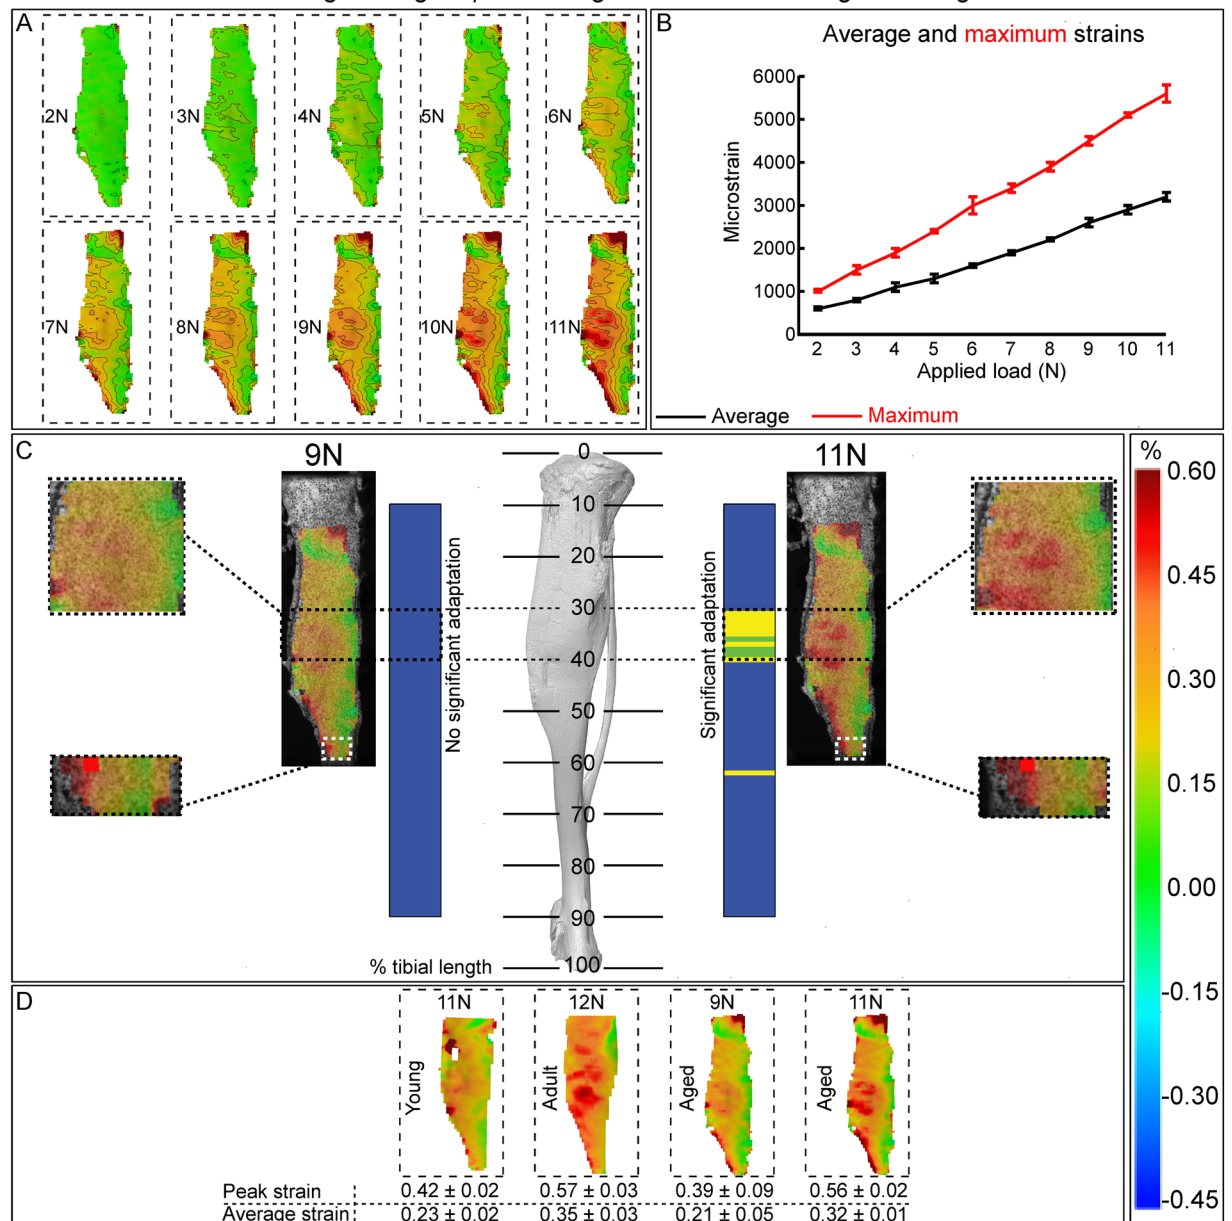 A
2N
3N
4N
5N
6N
7N
8N
9N
10N
11N
B
Average and maximum strains
Microstrain
6000
5000
4000
3000
2000
1000
0
2 3 4 5 6 7 8 9 10 11
Applied load (N)
Average
Maximum
C
9N
11N
No significant adaptation
Significant adaptation
0
10
20
30
40
50
60
70
80
90
100
% tibial length
%
0.60
0.45
0.30
0.15
0.00
-0.15
-0.30
-0.45
D
11N 12N 9N 11N
Young
Adult
Aged
Aged
Peak strain 0.42 ± 0.02 0.57 ± 0.03 0.39 ± 0.09 0.56 ± 0.02
Average strain 0.23 ± 0.02 0.35 ± 0.03 0.21 ± 0.05 0.32 ± 0.01